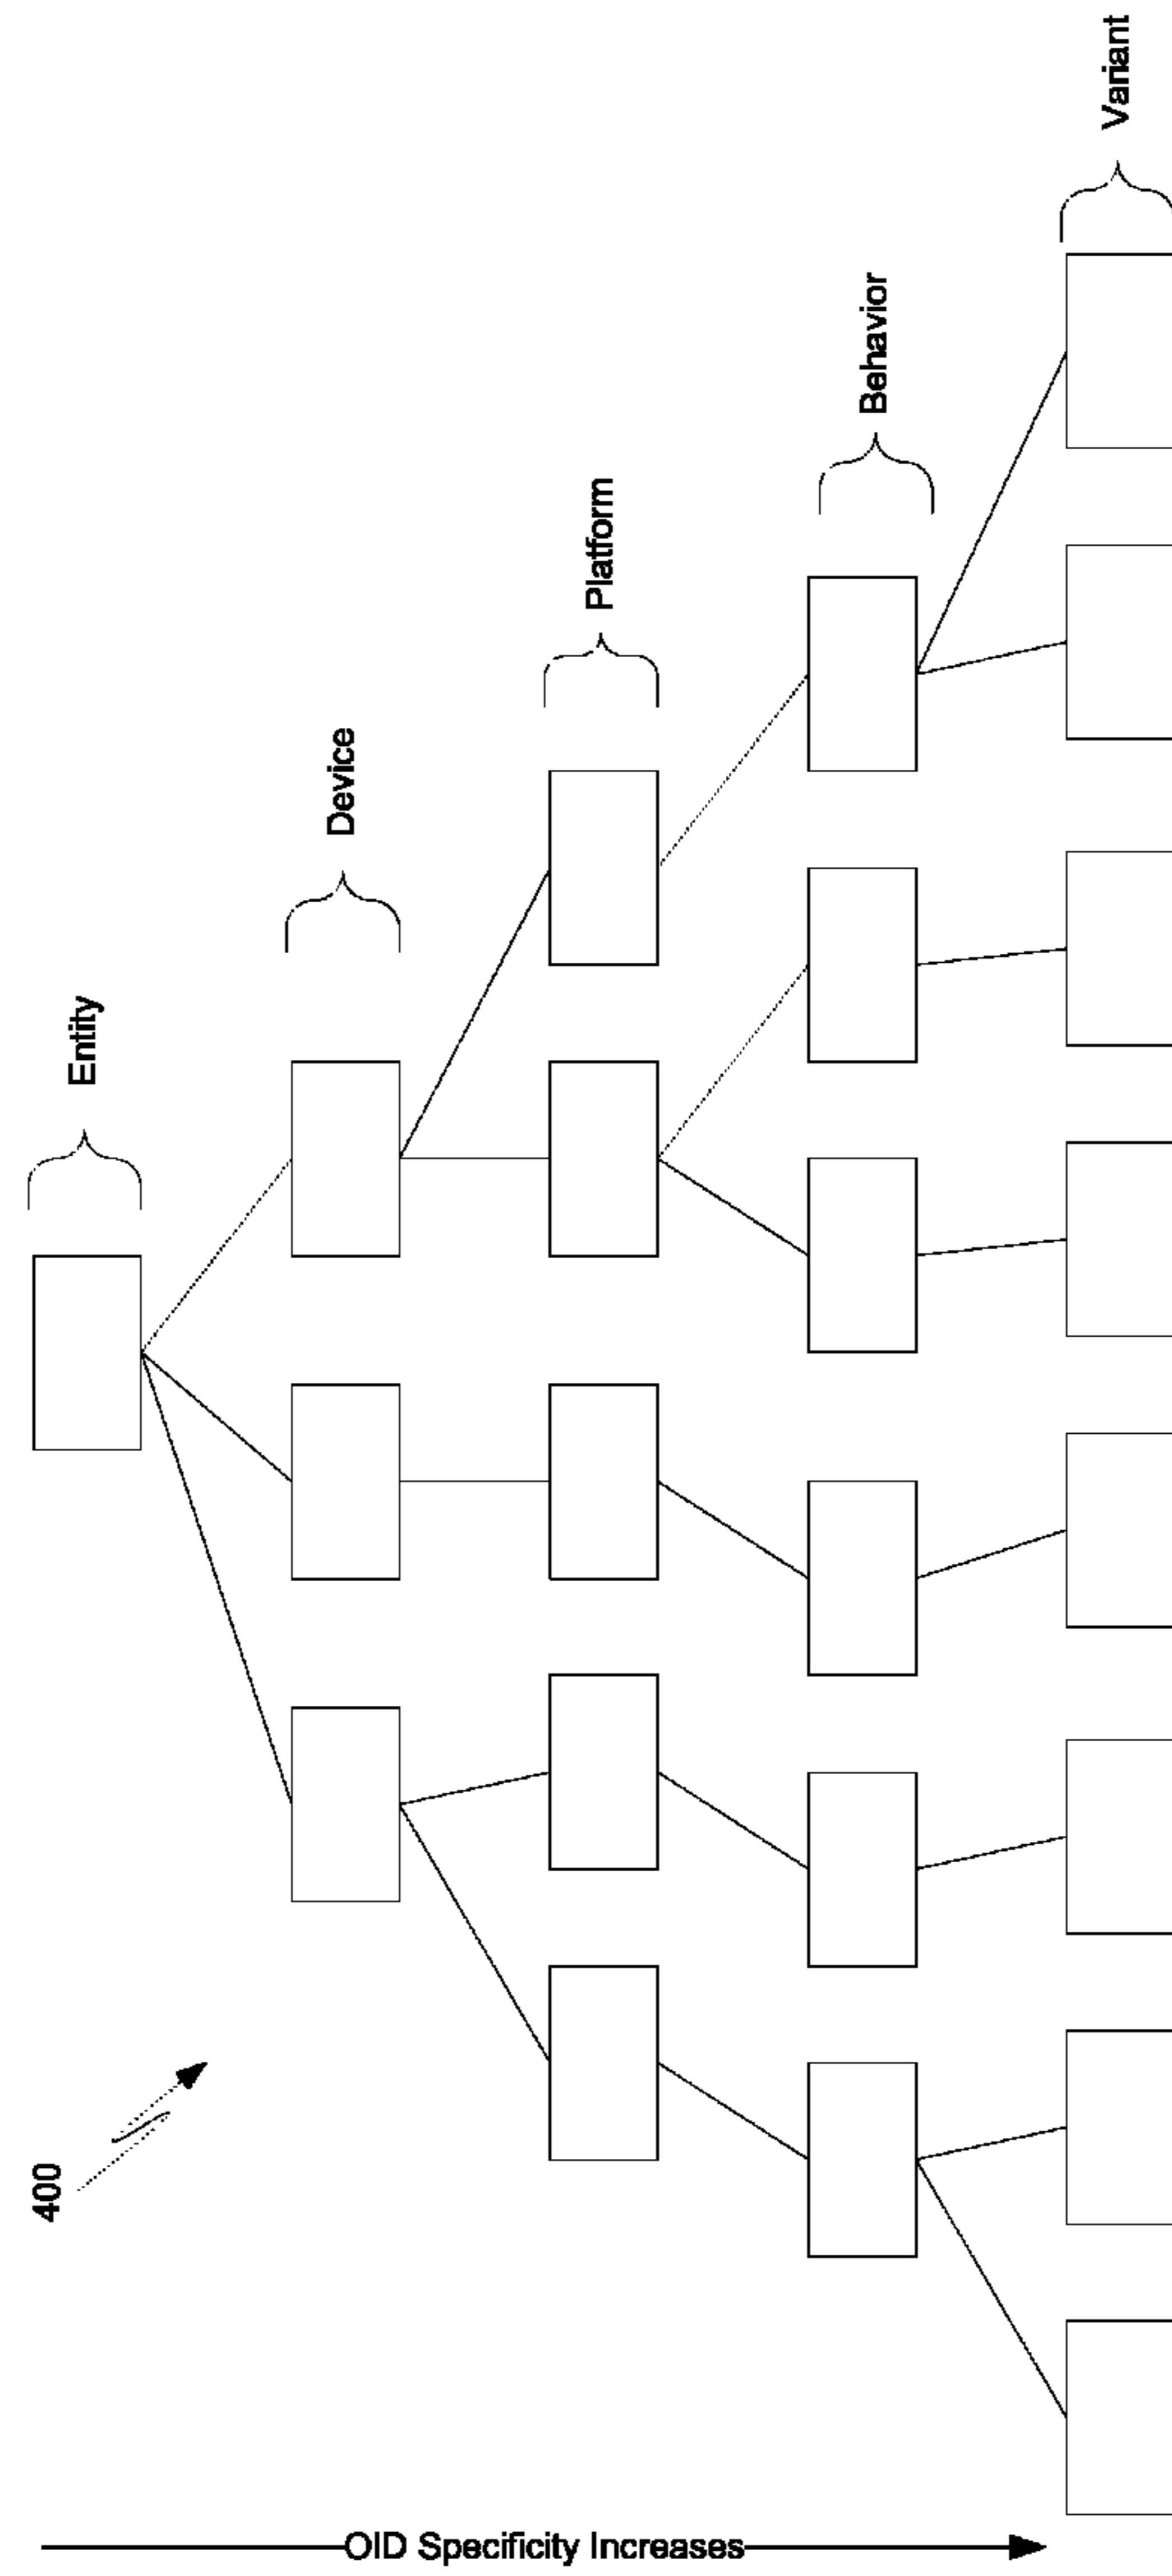 400
Entity
Device
Platform
Behavior
Variant
OID Specificity Increases